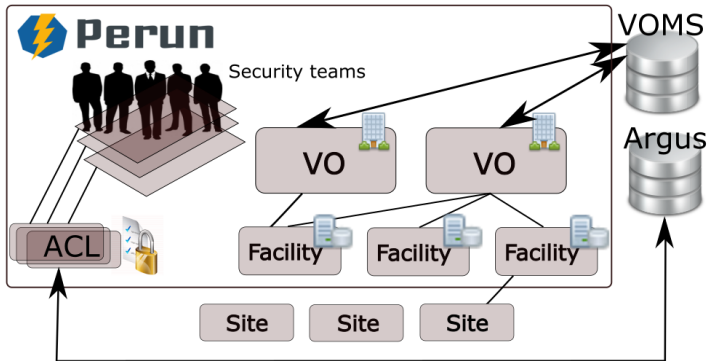 Perun
VOMS
Security teams
Argus
VO
VO
ACL
Facility
Facility
Facility
Site
Site
Site